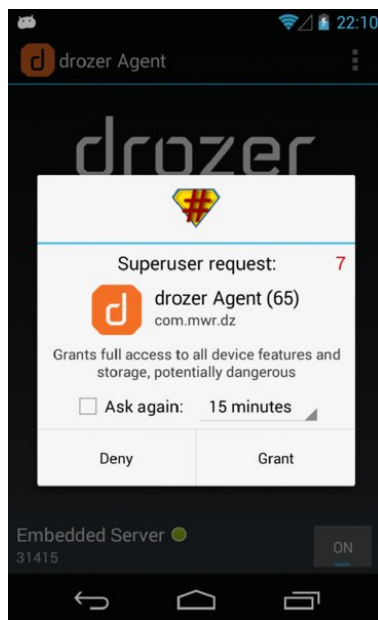 22:10
d drozer Agent
drozer
#
Superuser request: 7
d drozer Agent (65)
com.mwr.dz
Grants full access to all device features and
storage, potentially dangerous
Ask again: 15 minutes
Deny Grant
Embedded Server
31415 ON